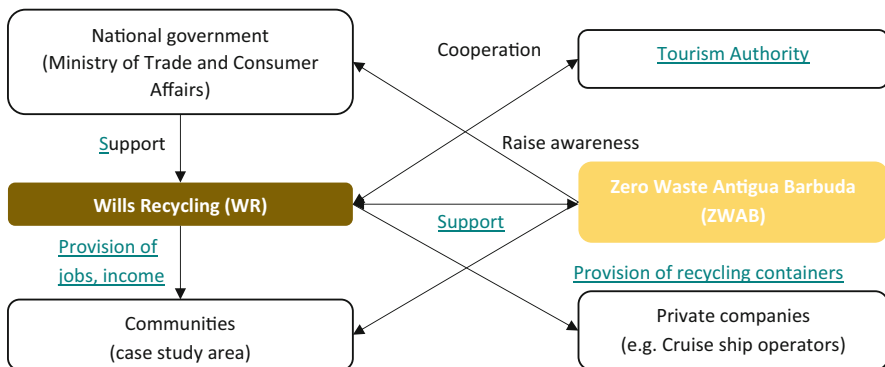 National government
(Ministry of Trade and Consumer
Affairs)
Cooperation
Tourism Authority
Support
Raise awareness
Wills Recycling (WR)
Zero Waste Antigua Barbuda
(ZWAB)
Support
Provision of
jobs, income
Provision of recycling containers
Communities
(case study area)
Private companies
(e.g. Cruise ship operators)